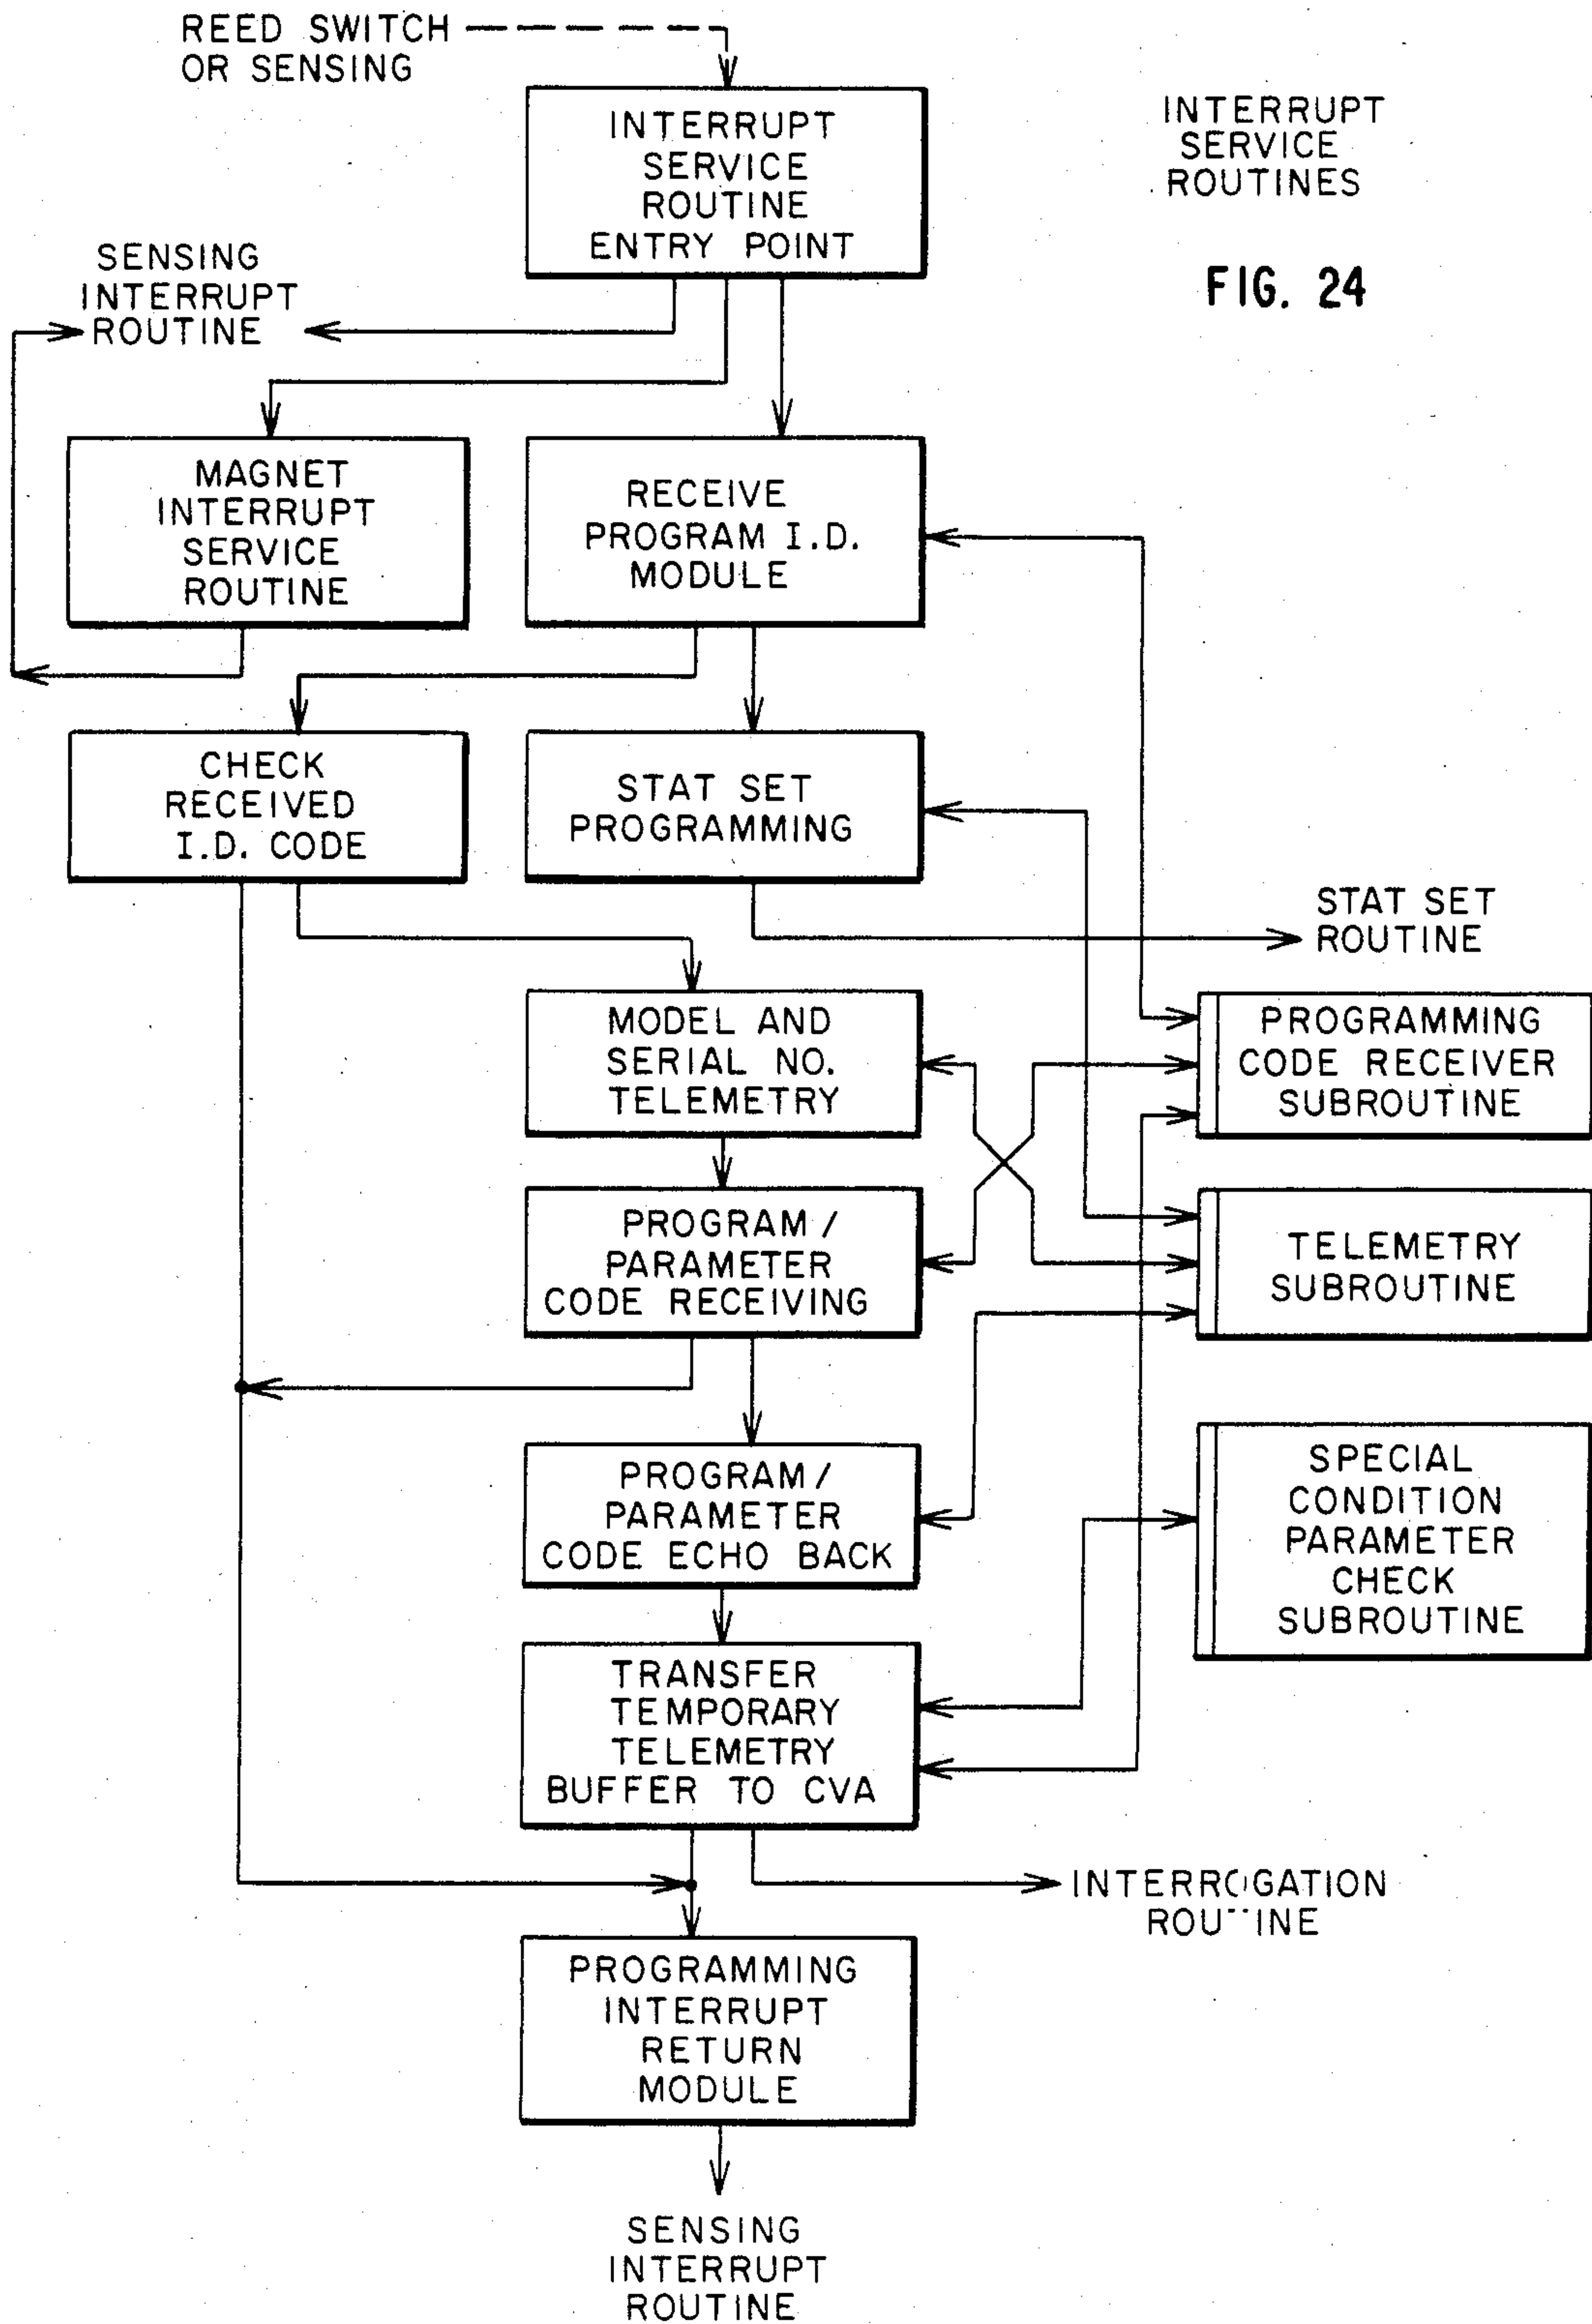 REED SWITCH
OR SENSING
INTERRUPT
SERVICE
ROUTINE
ENTRY POINT
INTERRUPT
SERVICE
ROUTINES
FIG. 24
SENSING
INTERRUPT
ROUTINE
MAGNET
INTERRUPT
SERVICE
ROUTINE
RECEIVE
PROGRAM I.D.
MODULE
CHECK
RECEIVED
I.D. CODE
STAT SET
PROGRAMMING
STAT SET
ROUTINE
MODEL AND
SERIAL NO.
TELEMETRY
PROGRAMMING
CODE RECEIVER
SUBROUTINE
PROGRAM /
PARAMETER
CODE RECEIVING
TELEMETRY
SUBROUTINE
PROGRAM /
PARAMETER
CODE ECHO BACK
SPECIAL
CONDITION
PARAMETER
CHECK
SUBROUTINE
TRANSFER
TEMPORARY
TELEMETRY
BUFFER TO CVA
INTERROGATION
ROUTINE
PROGRAMMING
INTERRUPT
RETURN
MODULE
SENSING
INTERRUPT
ROUTINE